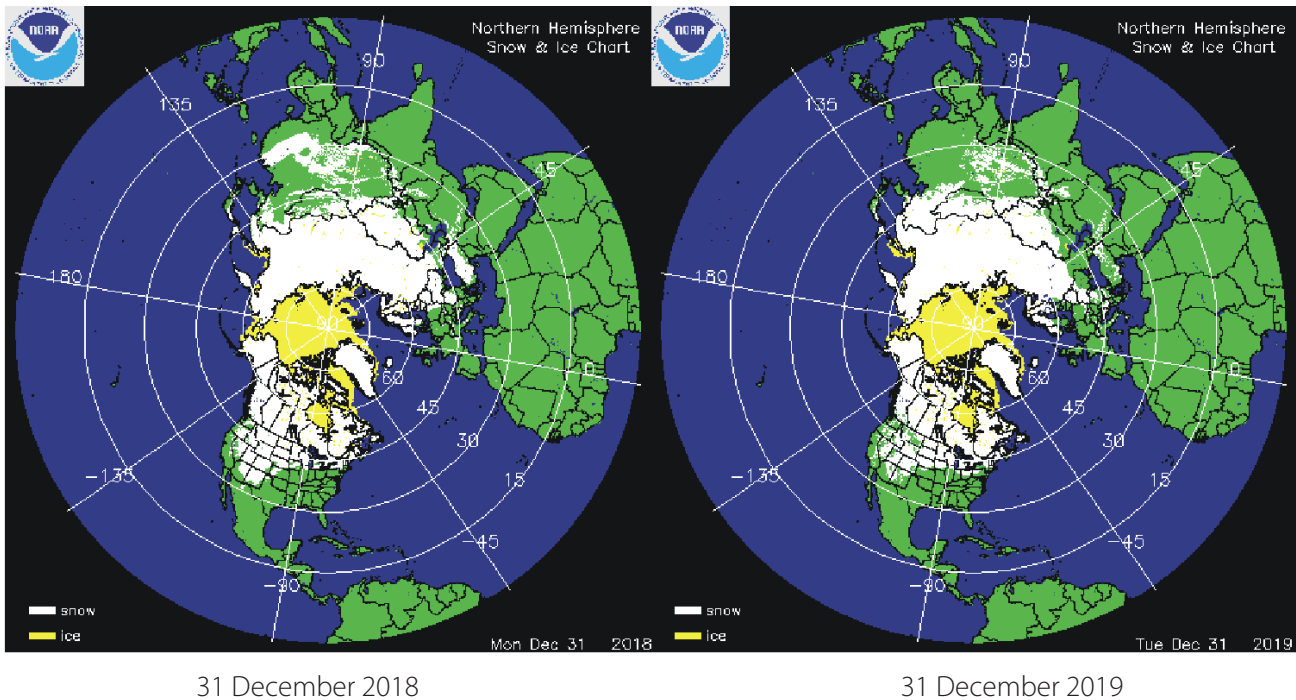 NOAA
Northern Hemisphere
Snow & Ice Chart
90
135
45
180
90
0
60
45
30
15
-135
-45
-90
snow
ice
Mon Dec 31 2018
NOAA
Northern Hemisphere
Snow & Ice Chart
90
135
45
180
90
0
60
45
30
15
-135
-45
-90
snow
ice
Tue Dec 31 2019
31 December 2018
31 December 2019